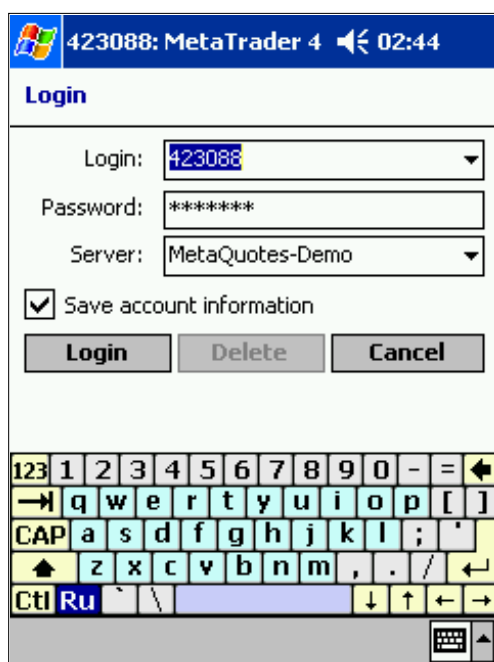 423088: MetaTrader 4 02:44
Login
Login: 423088
Password: *******
Server: MetaQuotes-Demo
Save account information
Login Delete Cancel
123 1 2 3 4 5 6 7 8 9 0 - =
q w e r t y u i o p [ ]
CAP a s d f g h j k l ; '
z x c v b n m , . /
Ctl Ru ` \